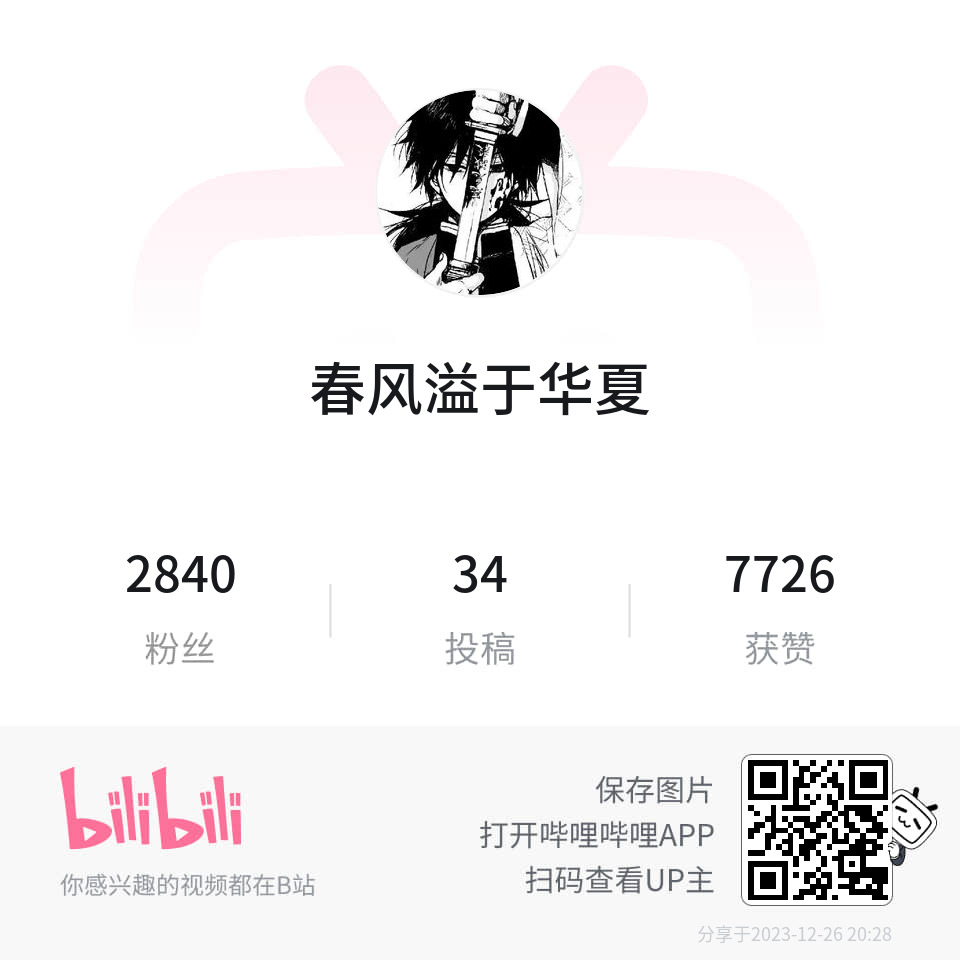 春风溢于华夏
2840
34
7726
粉丝
投稿
获赞
bilibili
你感兴趣的视频都在B站
保存图片
打开哔哩哔哩APP
扫码查看UP主
分享于2023-12-26 20:28